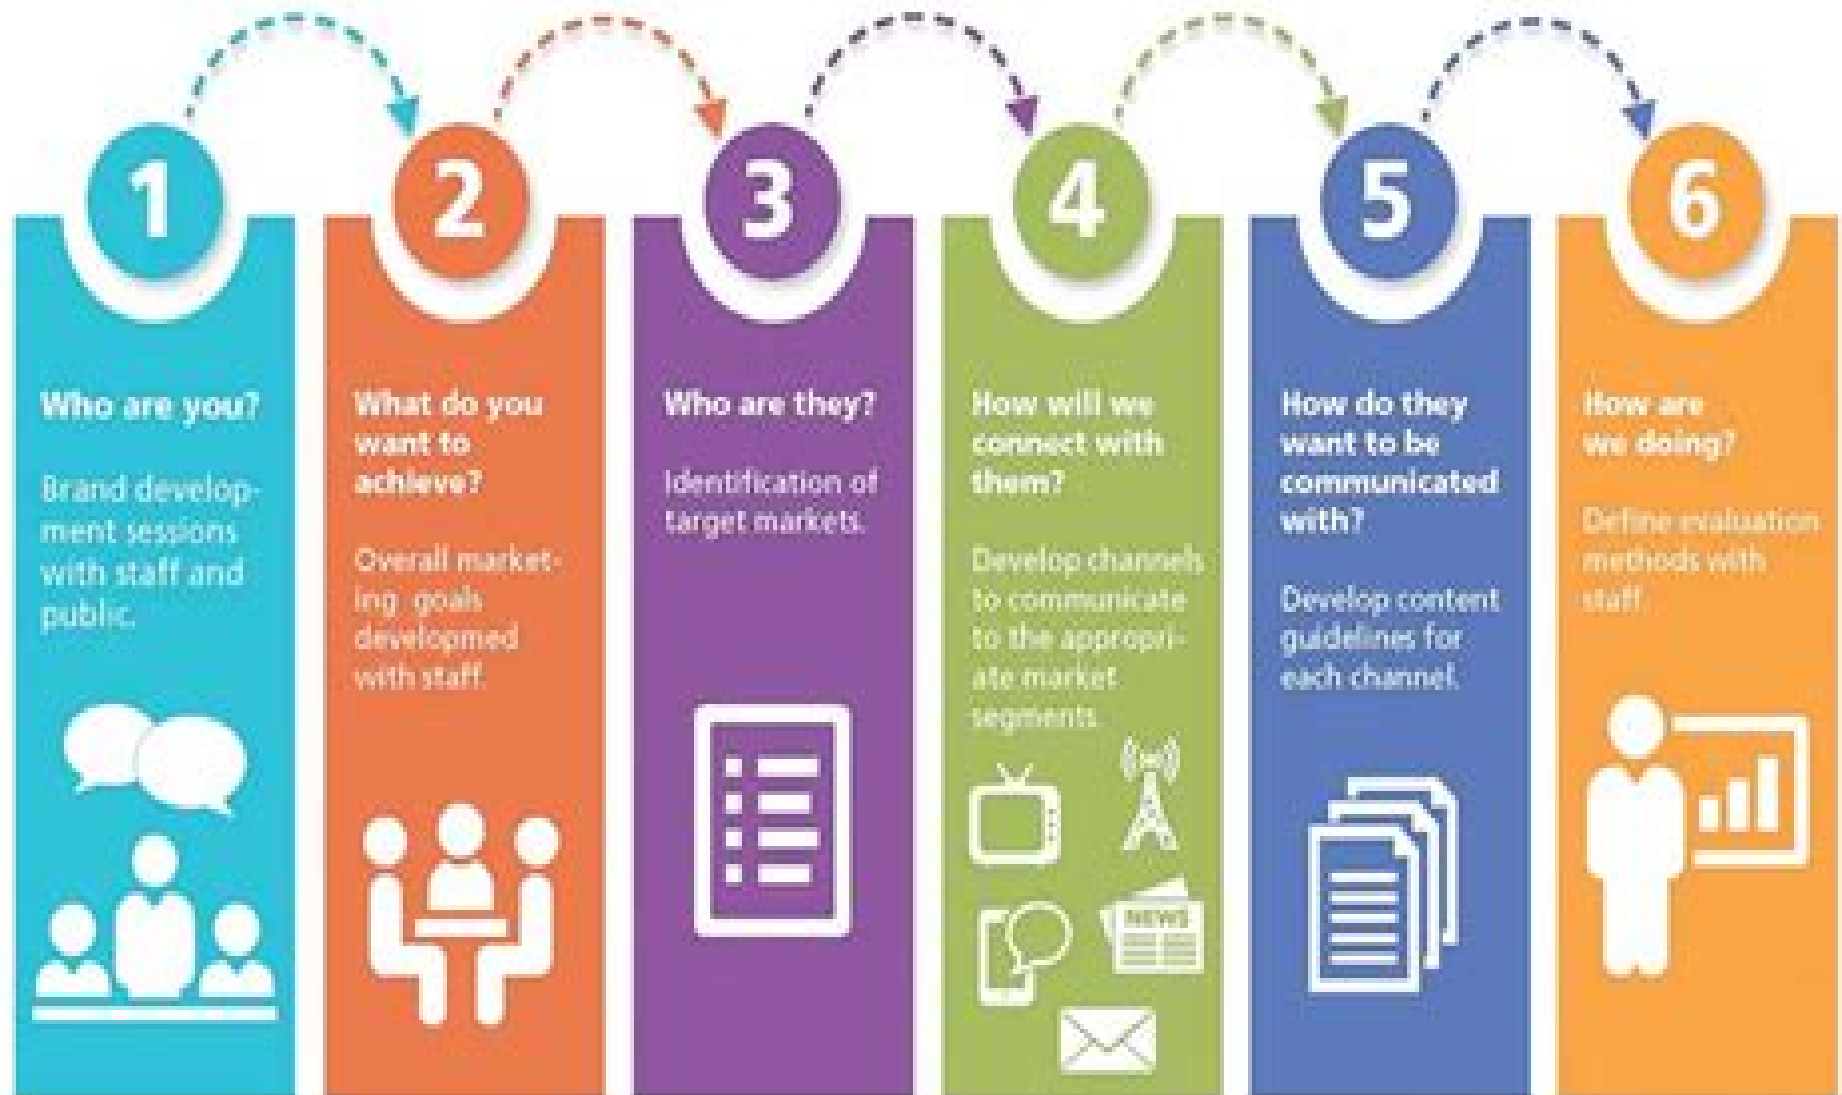 1
Who are you?
Brand develop-
ment sessions
with staff and
public.
2
What do you
want to
achieve?
Overall market-
ing goals
developmed
with staff.
3
Who are they?
Identification of
target markets.
4
How will we
connect with
them?
Develop channels
to communicate
to the appropri-
ate market
segments.
NEWS
5
How do they
want to be
communicated
with?
Develop content
guidelines for
each channel.
6
How are
we doing?
Define evaluation
methods with
staff.